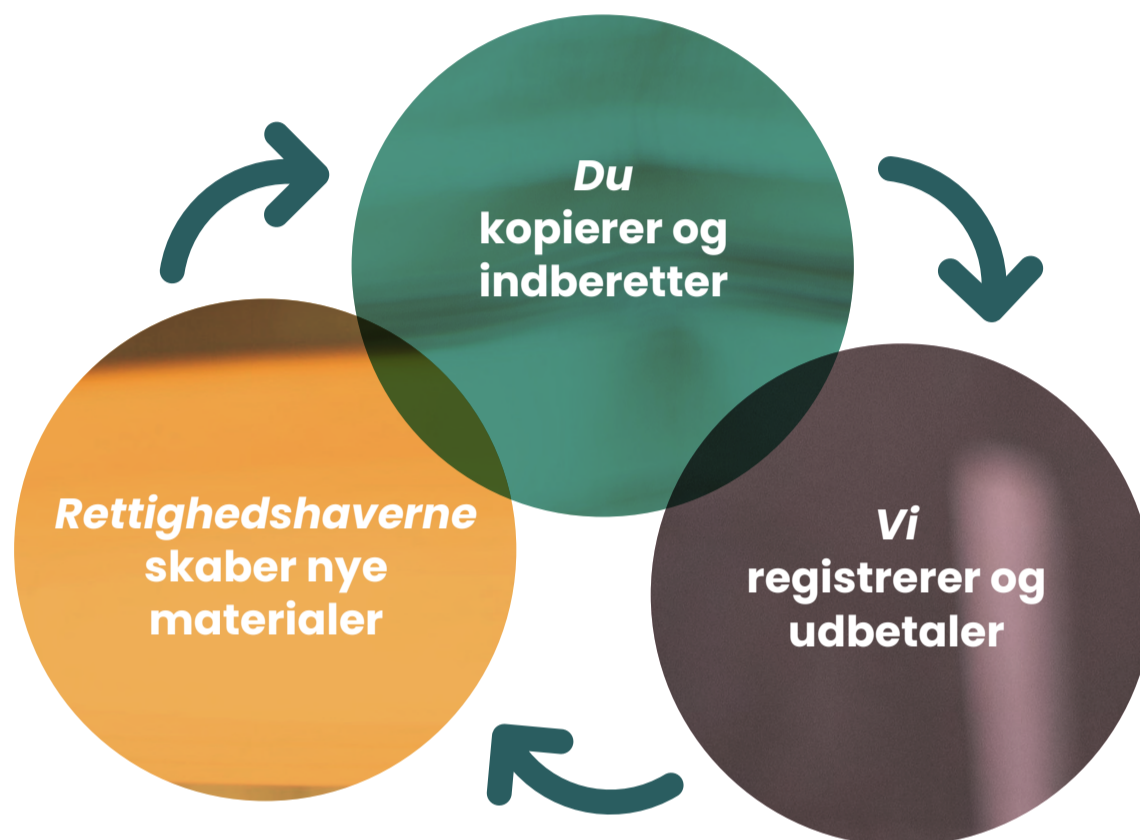 Du
kopierer og
indberetter
Rettighedshaverne
skaber nye
materialer
Vi
registrerer og
udbetaler